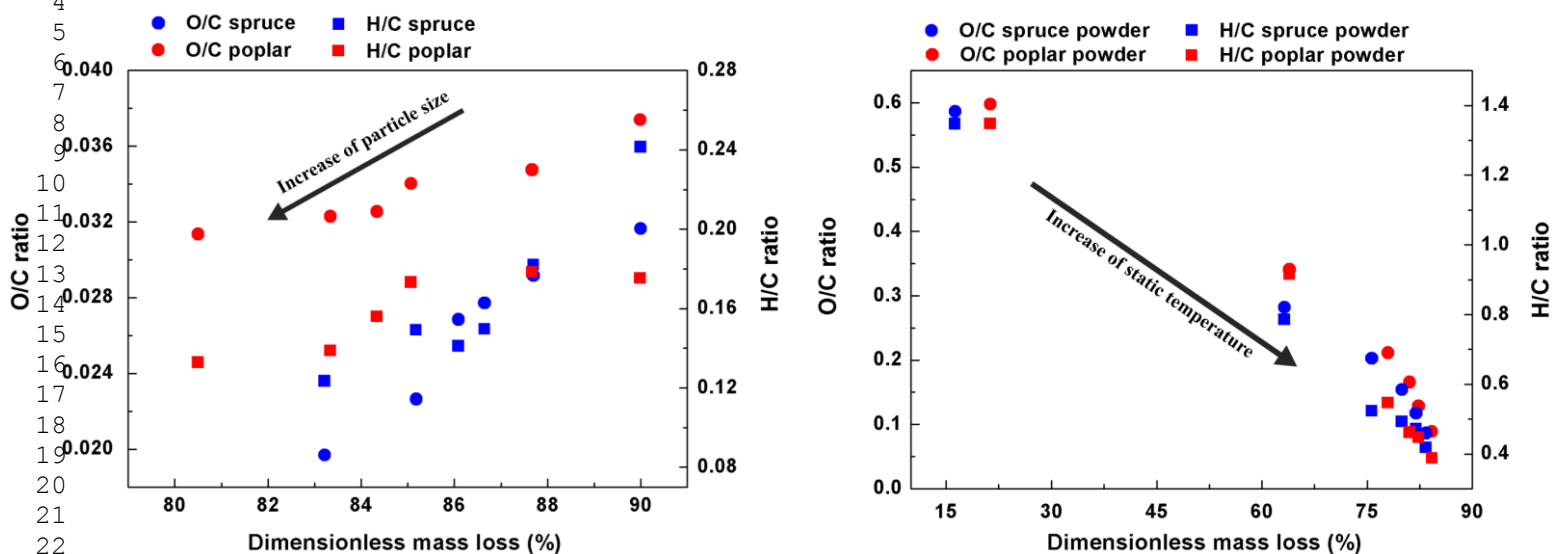 4
5
6
7
8
9
10
11
12
13
14
15
16
17
18
19
20
21
22
O/C spruce
H/C spruce
O/C poplar
H/C poplar
0.040
0.036
0.032
0.028
0.024
0.020
O/C ratio
0.28
0.24
0.20
0.16
0.12
0.08
H/C ratio
Increase of particle size
80 82 84 86 88 90
Dimensionless mass loss (%)
O/C spruce powder
H/C spruce powder
O/C poplar powder
H/C poplar powder
0.6
0.5
0.4
0.3
0.2
0.1
0.0
O/C ratio
1.4
1.2
1.0
0.8
0.6
0.4
H/C ratio
Increase of static temperature
15 30 45 60 75 90
Dimensionless mass loss (%)